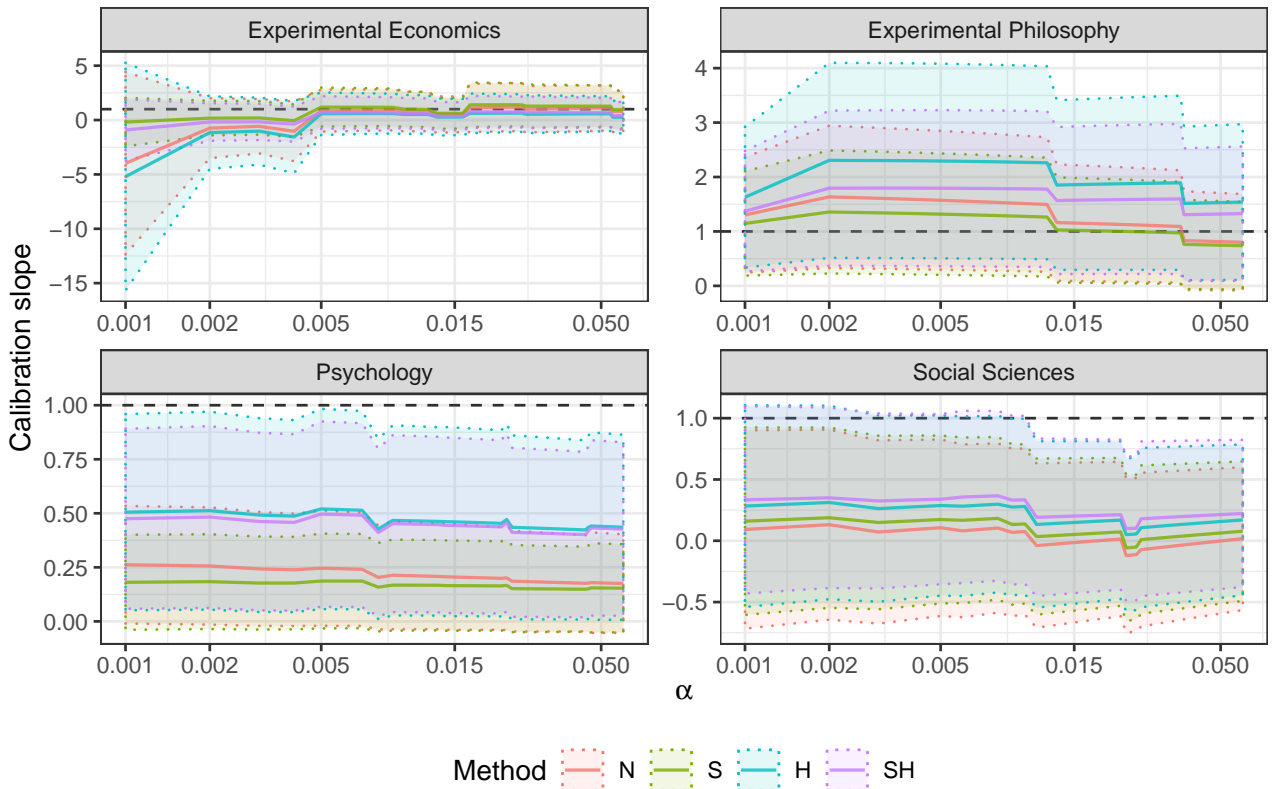 Experimental Economics
Experimental Philosophy
5
0
−5
−10
−15
4
3
2
1
0
0.001 0.002 0.005 0.015 0.050
0.001 0.002 0.005 0.015 0.050
Psychology
Social Sciences
1.00
0.75
0.50
0.25
0.00
1.0
0.5
0.0
−0.5
0.001 0.002 0.005 0.015 0.050
0.001 0.002 0.005 0.015 0.050
Calibration slope
α
Method N S H SH